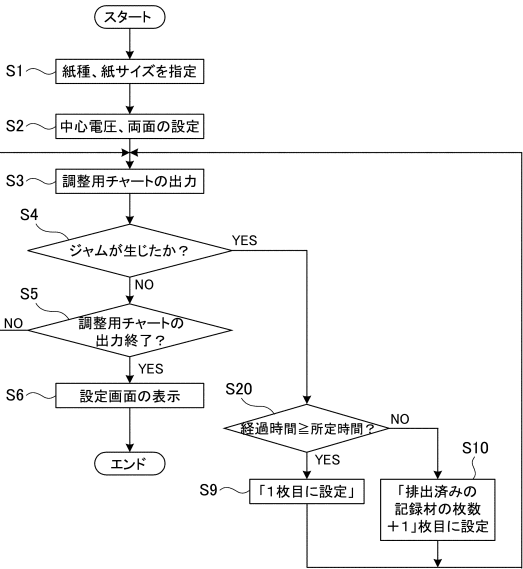 スタート
S1
紙種、紙サイズを指定
S2
中心電圧、両面の設定
S3
調整用チャートの出力
S4
ジャムが生じたか？
YES
NO
S5
調整用チャートの
出力終了？
NO
YES
S6
設定画面の表示
エンド
S20
経過時間≧所定時間？
NO
YES
S9
「1枚目に設定」
S10
「排出済みの
記録材の枚数
＋1」枚目に設定